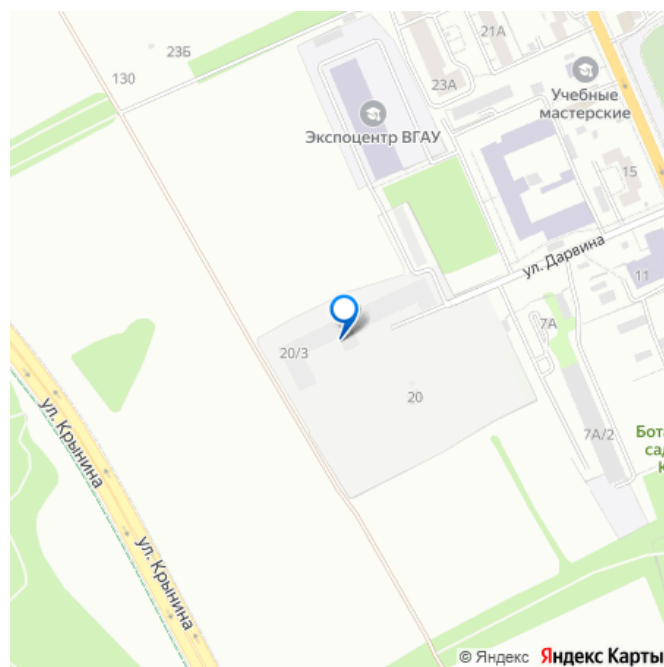 21А
23Б
130
23А
Учебные
мастерские
Экспоцентр ВГАУ
15
ул. Дарвина
11
7А
20/3
20
ул. Крынина
7А/2
Бота
сад
К
ул. Крынина
© Яндекс Яндекс Карты